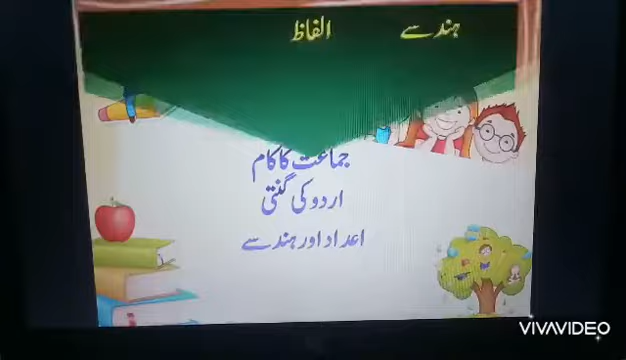 ہندسے الفاظ
جماعت کا کام
اردو کی گنتی
اعداد اور ہندسے
VIVAVIDEO